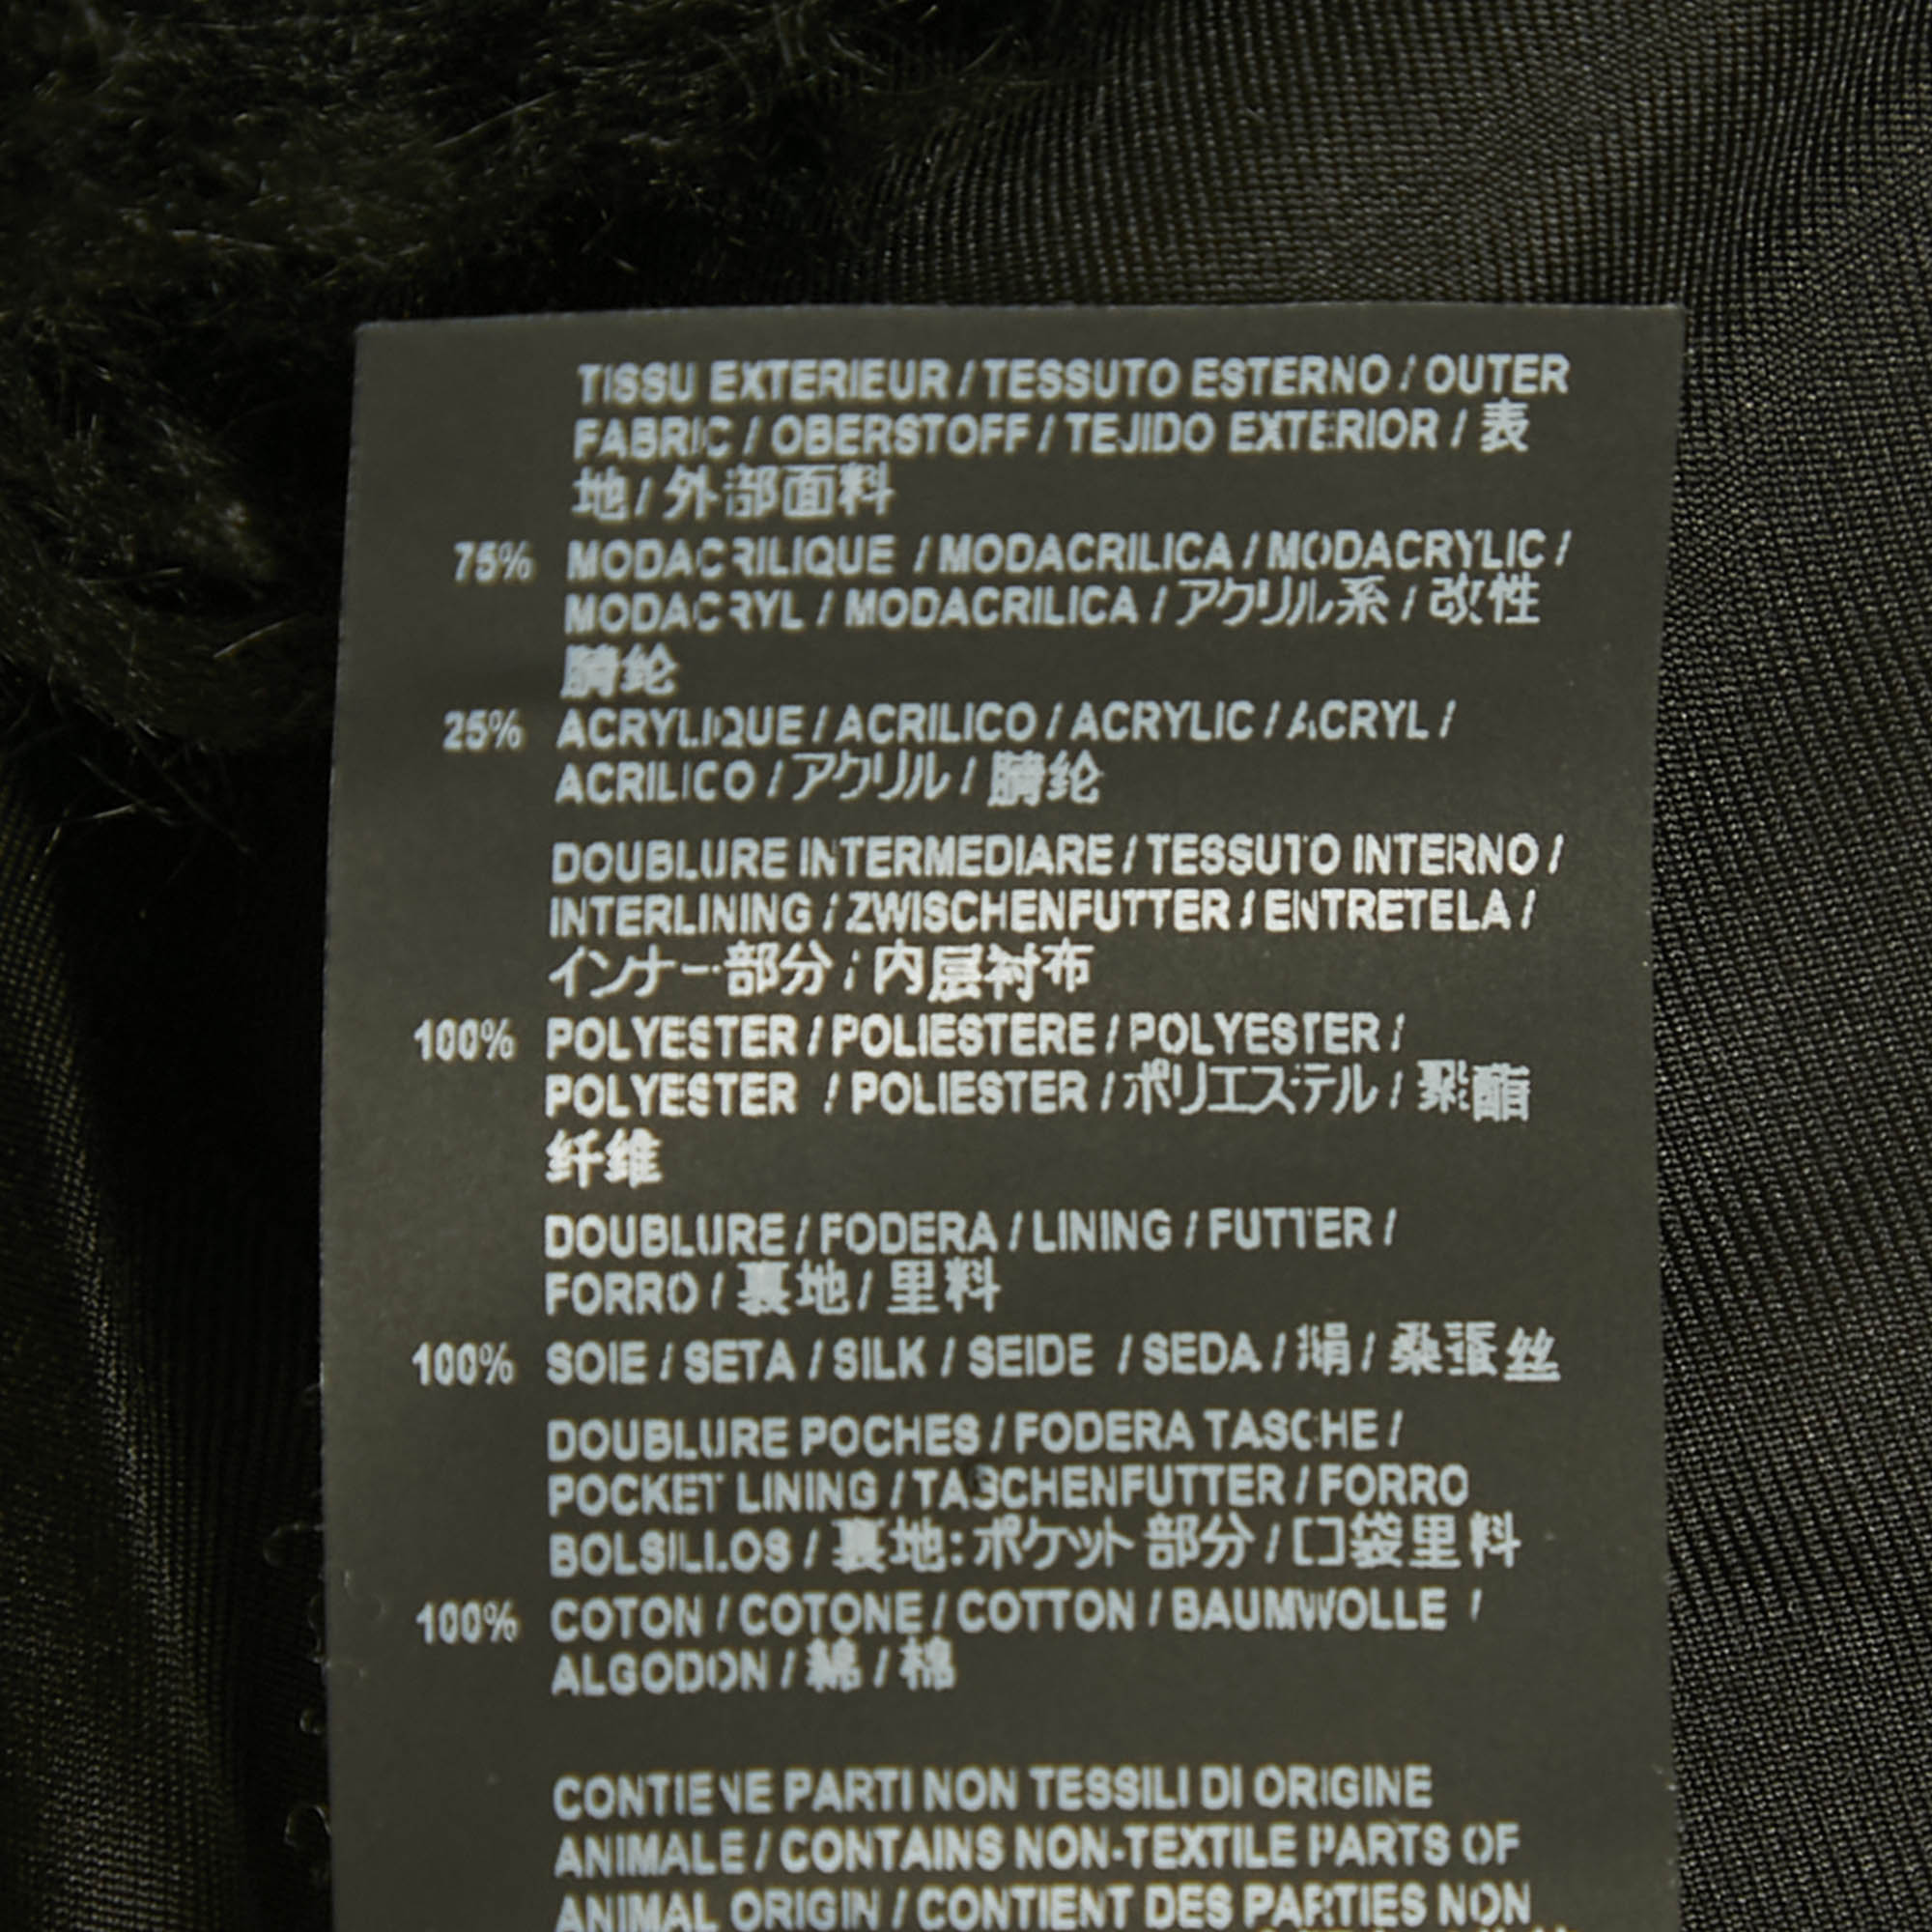 TISSU EXTERIEUR / TESSUTO ESTERNO / OUTER
FABRIC / OBERSTOFF / TEJIDO EXTERIOR / 表
地 / 外部面料
75% MODACRILIQUE / MODACRILICA / MODACRYLIC /
MODACRYL / MODACRILICA / アクリル系 / 改性
腈纶
25% ACRYLIQUE / ACRILICO / ACRYLIC / ACRYL /
ACRILICO / アクリル / 腈纶
DOUBLURE INTERMEDIARE / TESSUTO INTERNO /
INTERLINING / ZWISCHENFUTTER / ENTRETELA /
インナー部分 / 内层衬布
100% POLYESTER / POLIESTERE / POLYESTER /
POLYESTER / POLIESTER / ポリエステル / 聚酯
纤维
DOUBLURE / FODERA / LINING / FUTTER /
FORRO / 裏地 / 里料
100% SOIE / SETA / SILK / SEIDE / SEDA / 絹 / 桑蚕丝
DOUBLURE POCHES / FODERA TASCHE /
POCKET LINING / TASCHENFUTTER / FORRO
BOLSILLOS / 裏地:ポケット部分 / 口袋里料
100% COTON / COTONE / COTTON / BAUMWOLLE /
ALGODON / 綿 / 棉
CONTIENE PARTI NON TESSILI DI ORIGINE
ANIMALE / CONTAINS NON-TEXTILE PARTS OF
ANIMAL ORIGIN / CONTIENT DES PARTIES NON